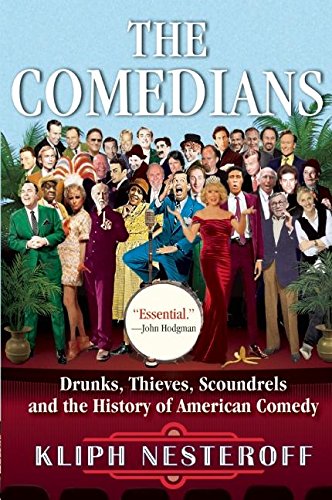 THE
COMEDIANS
“Essential.”
—John Hodgman
Drunks, Thieves, Scoundrels
and the History of American Comedy
KLIPH NESTEROFF